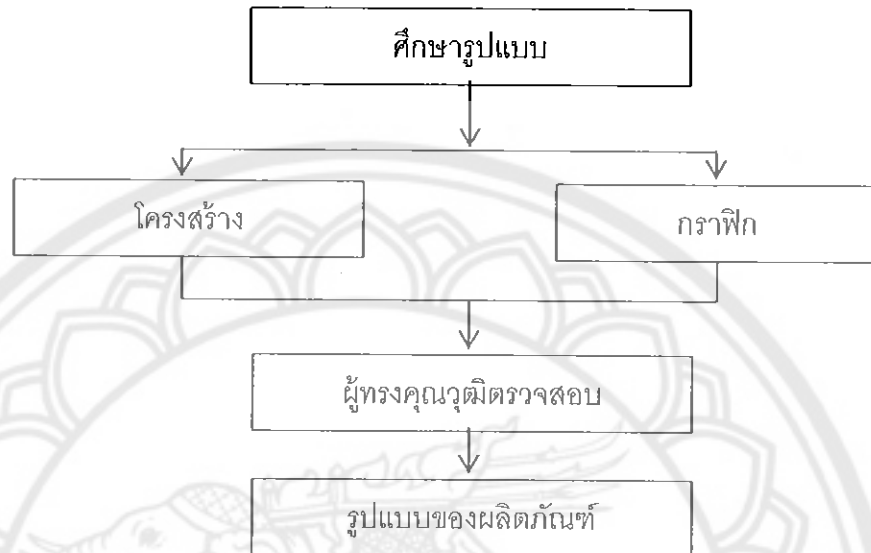 ศึกษารูปแบบ
โครงสร้าง
กราฟิก
ผู้ทรงคุณวุฒิตรวจสอบ
รูปแบบของผลิตภัณฑ์